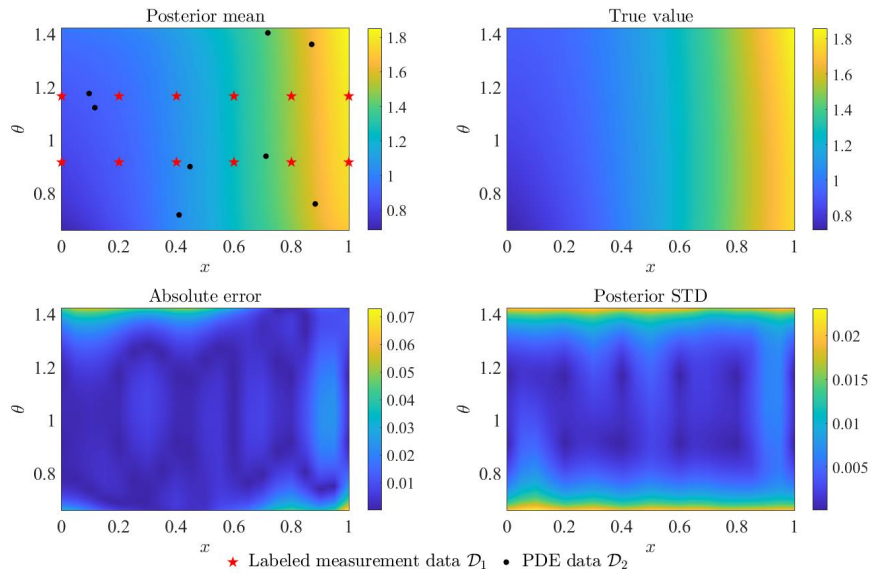 Posterior mean
1.4
1.2
1
0.8
θ
0 0.2 0.4 0.6 0.8 1
x
1.8
1.6
1.4
1.2
1
0.8
True value
1.4
1.2
1
0.8
θ
0 0.2 0.4 0.6 0.8 1
x
1.8
1.6
1.4
1.2
1
0.8
Absolute error
1.4
1.2
1
0.8
θ
0 0.2 0.4 0.6 0.8 1
x
0.07
0.06
0.05
0.04
0.03
0.02
0.01
Posterior STD
1.4
1.2
1
0.8
θ
0 0.2 0.4 0.6 0.8 1
x
0.02
0.015
0.01
0.005
★ Labeled measurement data 𝒟₁ • PDE data 𝒟₂